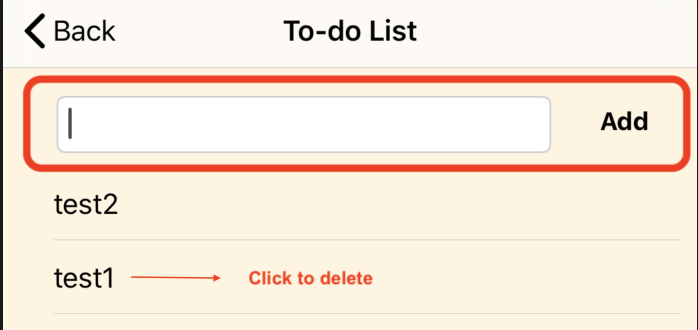 Back
To-do List
Add
test2
test1
Click to delete